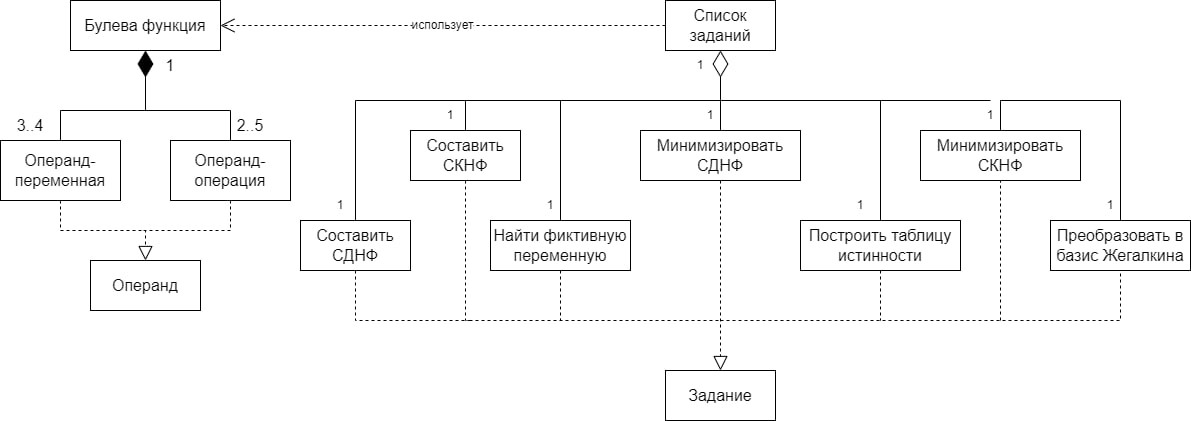 Булева функция
использует
Список
заданий
1
1
3..4
2..5
Операнд-
переменная
Операнд-
операция
Операнд
1
Составить
СКНФ
1
Минимизировать
СДНФ
1
Минимизировать
СКНФ
1
Составить
СДНФ
1
Найти фиктивную
переменную
1
Построить таблицу
истинности
1
Преобразовать в
базис Жегалкина
Задание